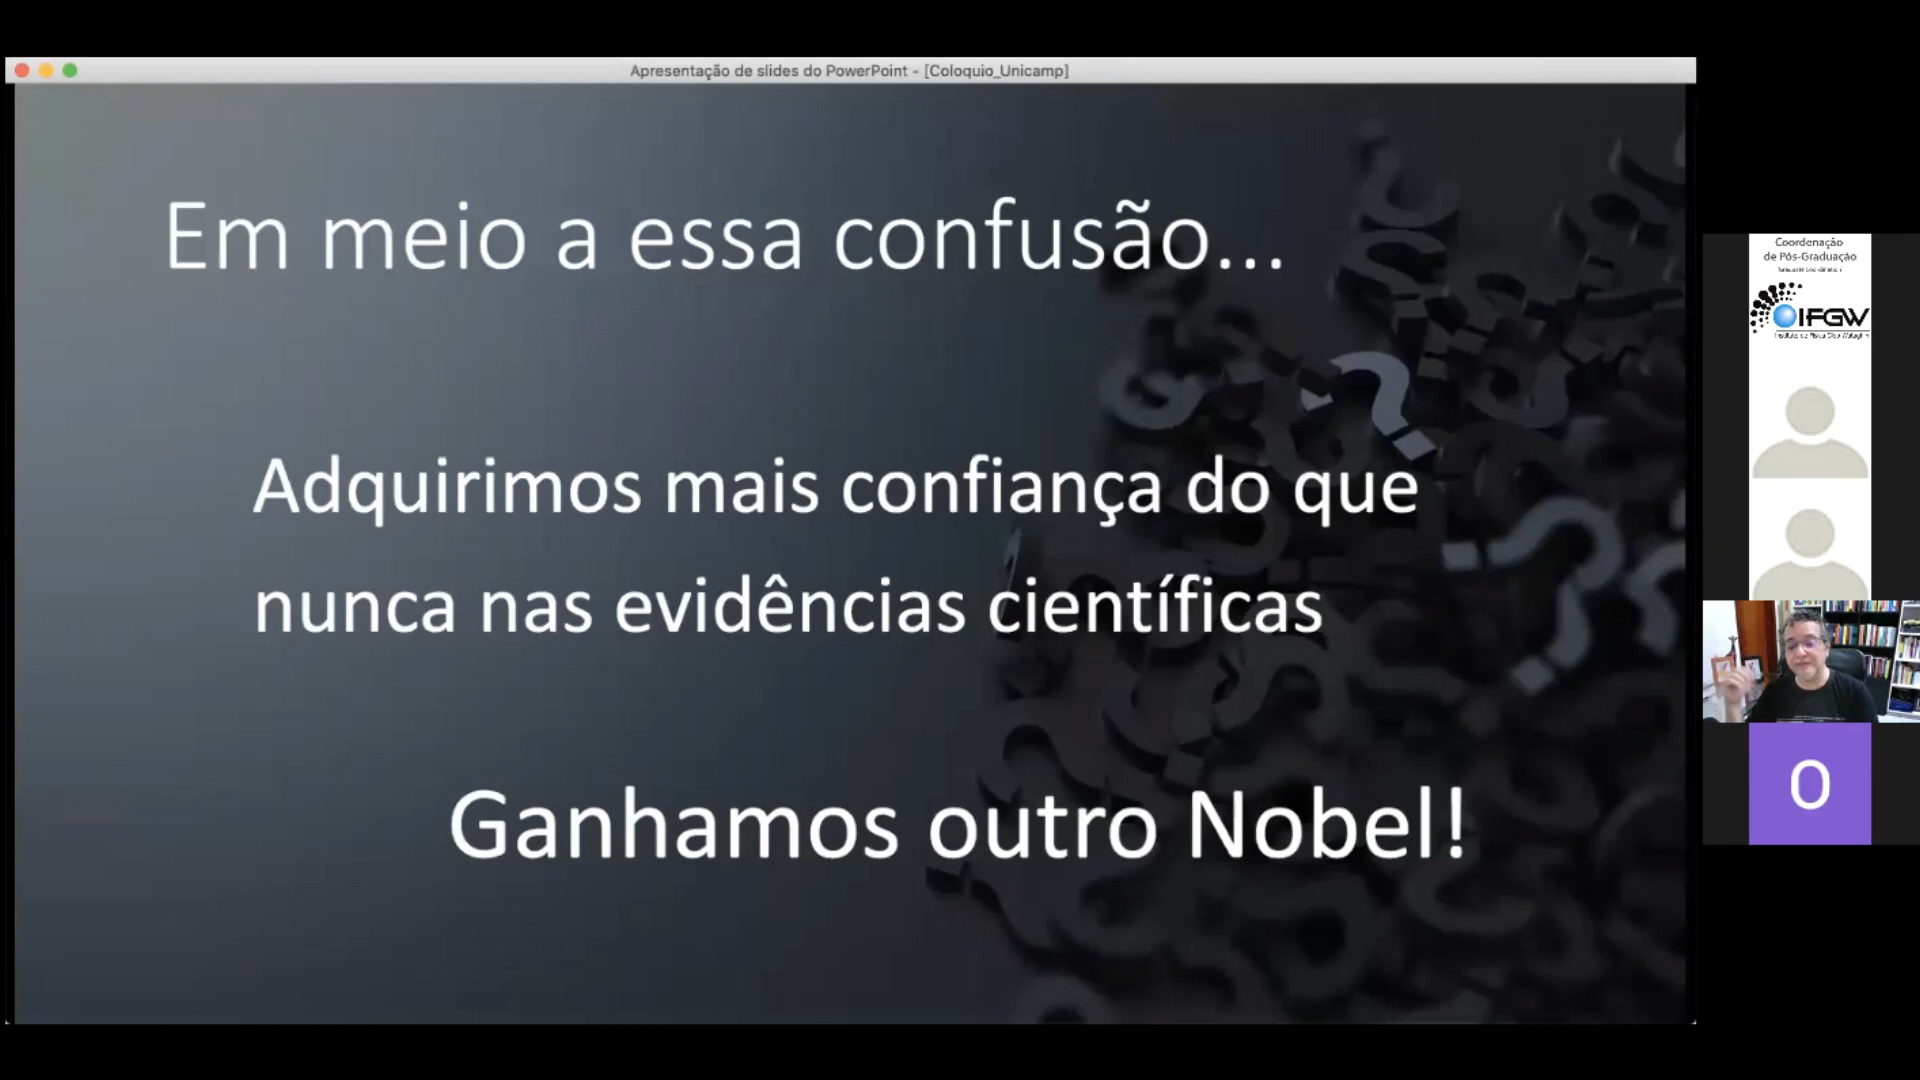 Apresentação de slides do PowerPoint - [Coloquio_Unicamp]
Em meio a essa confusão...
Adquirimos mais confiança do que
nunca nas evidências científicas
Ganhamos outro Nobel!
Coordenação
de Pós-Graduação
IFGW
O